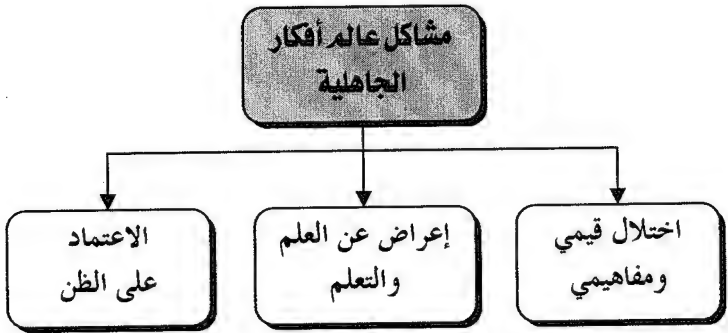 مشاكل عالم أفكار
الجاهلية
اختلال قيمي
ومفاهيمي
إعراض عن العلم
والتعلم
الاعتماد
على الظن